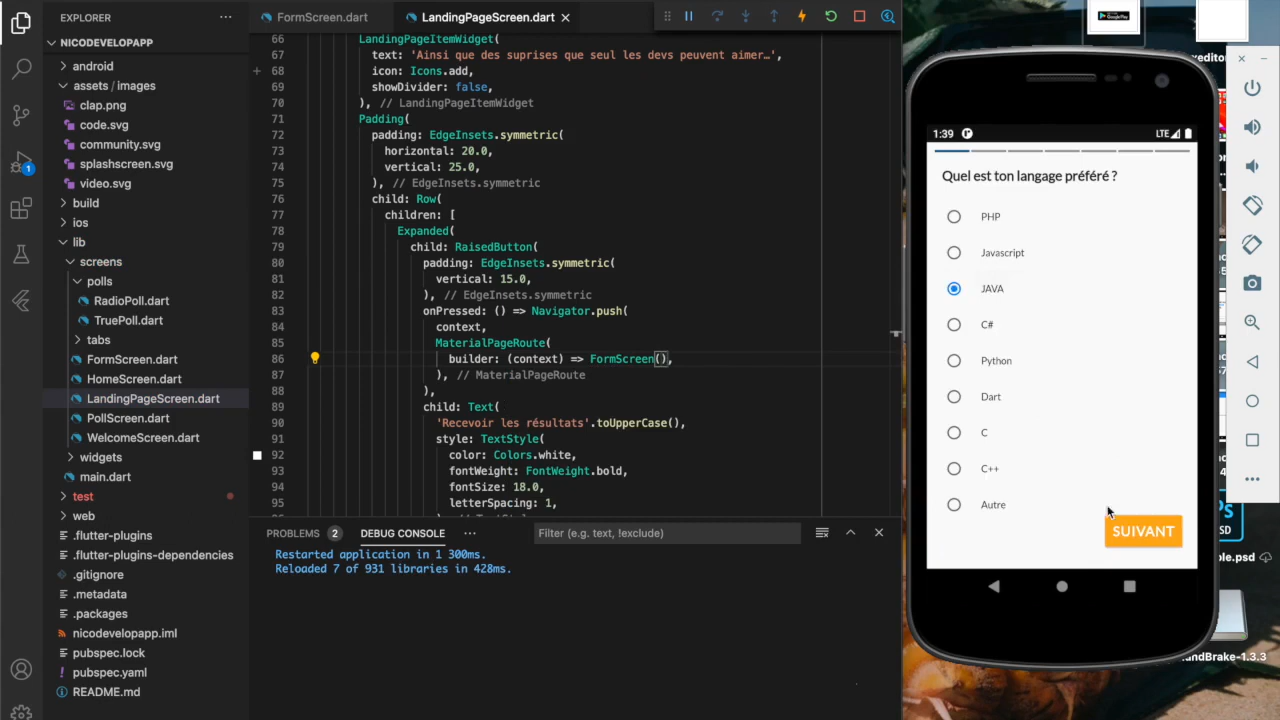 EXPLORER
NICODEVELOPAPP
android
assets / images
clap.png
code.svg
community.svg
splashscreen.svg
video.svg
build
ios
lib
screens
polls
RadioPoll.dart
TruePoll.dart
tabs
FormScreen.dart
HomeScreen.dart
LandingPageScreen.dart
PollScreen.dart
WelcomeScreen.dart
widgets
main.dart
test
web
.flutter-plugins
.flutter-plugins-dependencies
.gitignore
.metadata
.packages
nicodevelopapp.iml
pubspec.lock
pubspec.yaml
README.md
1
FormScreen.dart
LandingPageScreen.dart
66 LandingPageItemWidget(
67 text: 'Ainsi que des suprises que seul les devs peuvent aimer…',
68 icon: Icons.add,
69 showDivider: false,
70 ), // LandingPageItemWidget
71 Padding(
72 padding: EdgeInsets.symmetric(
73 horizontal: 20.0,
74 vertical: 25.0,
75 ), // EdgeInsets.symmetric
76 child: Row(
77 children: [
78 Expanded(
79 child: RaisedButton(
80 padding: EdgeInsets.symmetric(
81 vertical: 15.0,
82 ), // EdgeInsets.symmetric
83 onPressed: () => Navigator.push(
84 context,
85 MaterialPageRoute(
86 builder: (context) => FormScreen(),
87 ), // MaterialPageRoute
88 ),
89 child: Text(
90 'Recevoir les résultats'.toUpperCase(),
91 style: TextStyle(
92 color: Colors.white,
93 fontWeight: FontWeight.bold,
94 fontSize: 18.0,
95 letterSpacing: 1,
PROBLEMS 2
DEBUG CONSOLE
Filter (e.g. text, !exclude)
Restarted application in 1 300ms.
Reloaded 7 of 931 libraries in 428ms.
1:39
LTE
Quel est ton langage préféré ?
PHP
Javascript
JAVA
C#
Python
Dart
C
C++
Autre
SUIVANT
Google Play